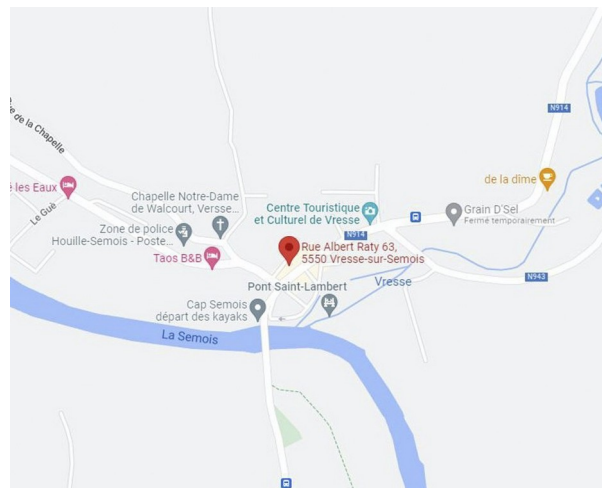 N914
re de la Chapelle
é les Eaux
Le Gué
Chapelle Notre-Dame
de Walcourt, Versse...
Zone de police
Houille-Semois - Poste...
Taos B&B
Centre Touristique
et Culturel de Vresse
de la dîme
Grain D'Sel
Fermé temporairement
N914
Rue Albert Raty 63,
5550 Vresse-sur-Semois
N943
Vresse
Pont Saint-Lambert
Cap Semois
départ des kayaks
La Semois